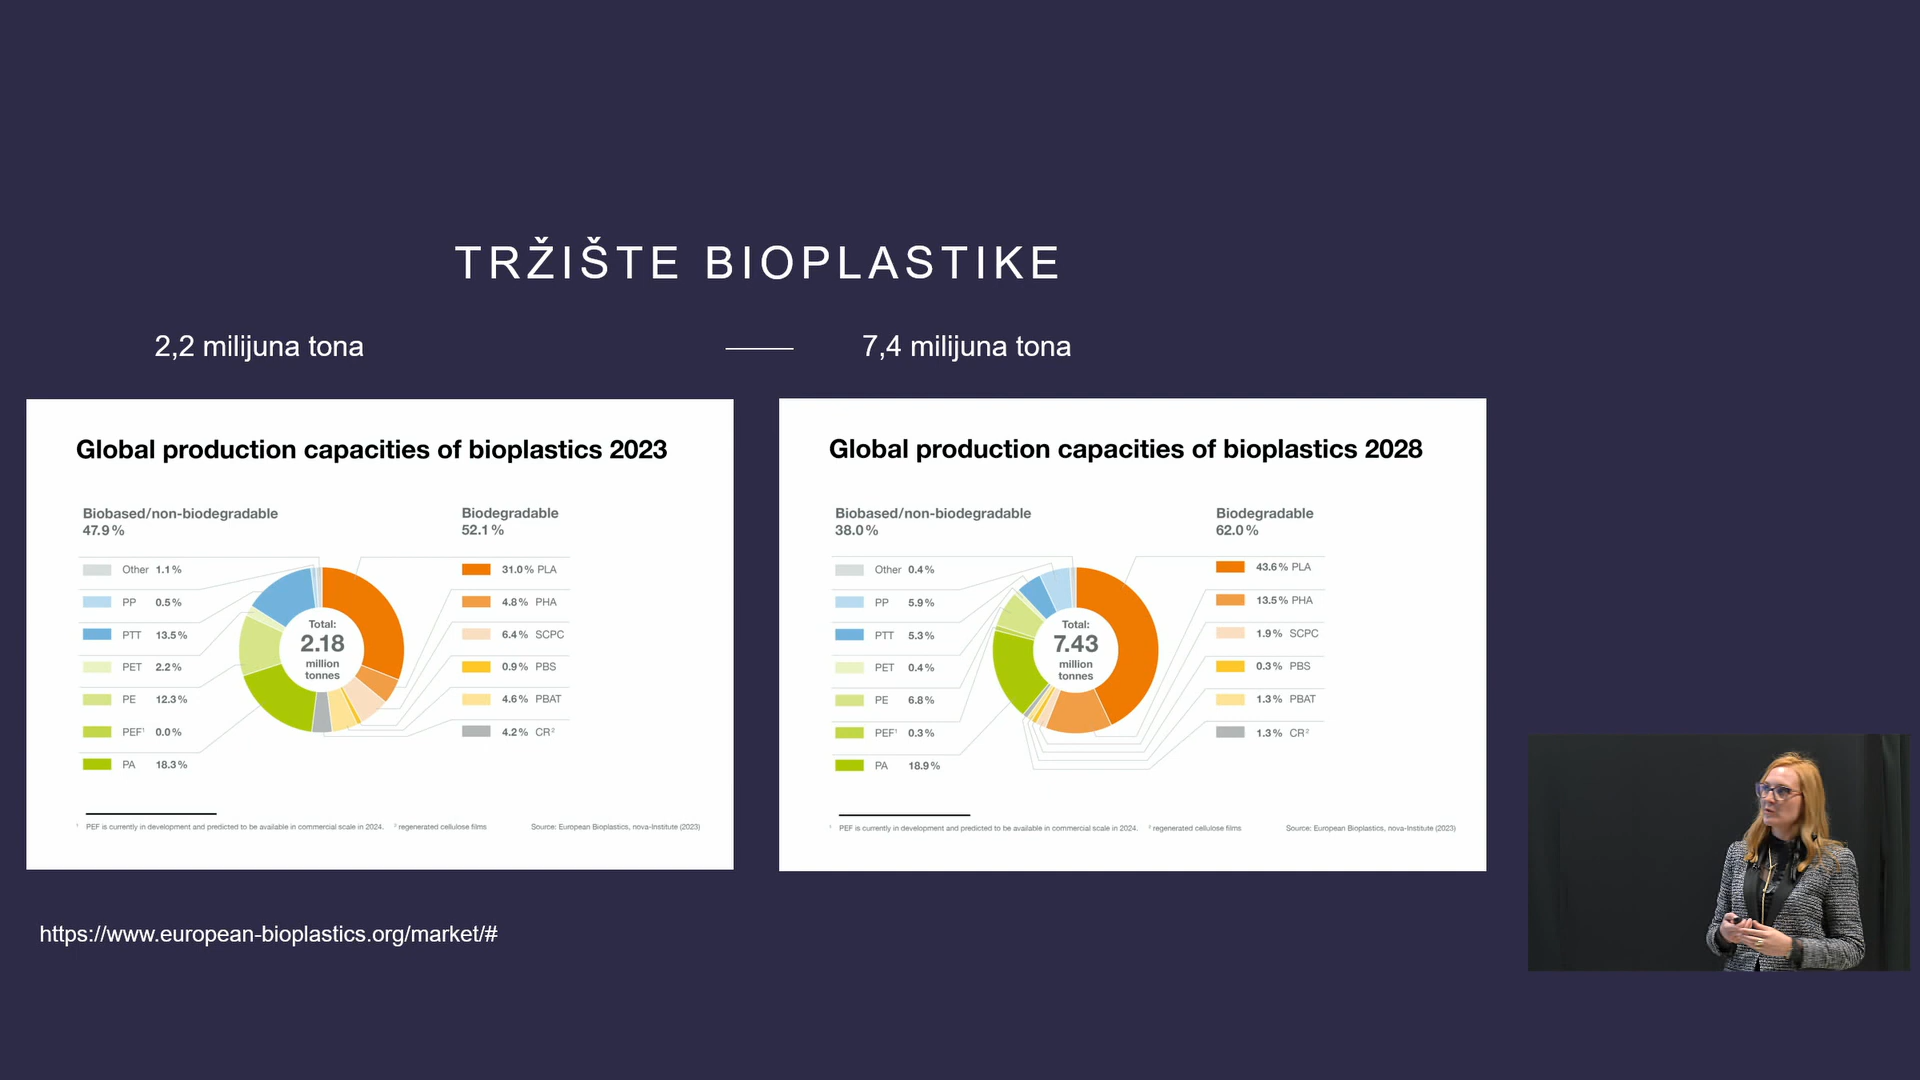 TRŽIŠTE BIOPLASTIKE
2,2 milijuna tona
7,4 milijuna tona
Global production capacities of bioplastics 2023
Biobased/non-biodegradable
47.9 %
Biodegradable
52.1 %
Other 1.1 %
PP 0.5 %
PTT 13.5 %
PET 2.2 %
PE 12.3 %
PEF¹ 0.0 %
PA 18.3 %
Total:
2.18
million
tonnes
31.0 % PLA
4.8 % PHA
6.4 % SCPC
0.9 % PBS
4.6 % PBAT
4.2 % CR²
¹ PEF is currently in development and predicted to be available in commercial scale in 2024. ² regenerated cellulose films
Source: European Bioplastics, nova-Institute (2023)
Global production capacities of bioplastics 2028
Biobased/non-biodegradable
38.0 %
Biodegradable
62.0 %
Other 0.4 %
PP 5.9 %
PTT 5.3 %
PET 0.4 %
PE 6.8 %
PEF¹ 0.3 %
PA 18.9 %
Total:
7.43
million
tonnes
43.6 % PLA
13.5 % PHA
1.9 % SCPC
0.3 % PBS
1.3 % PBAT
1.3 % CR²
¹ PEF is currently in development and predicted to be available in commercial scale in 2024. ² regenerated cellulose films
Source: European Bioplastics, nova-Institute (2023)
https://www.european-bioplastics.org/market/#